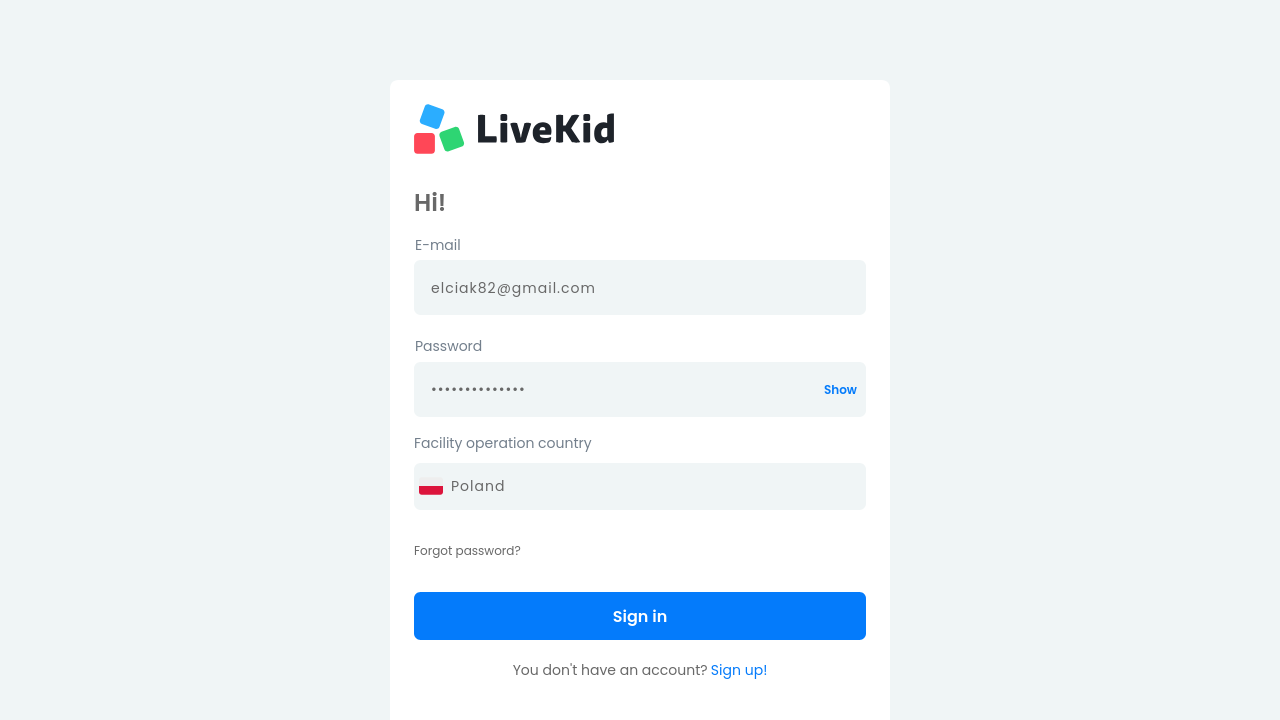 LiveKid
Hi!
E-mail
elciak82@gmail.com
Password
••••••••••••••
Show
Facility operation country
Poland
Forgot password?
Sign in
You don't have an account? Sign up!